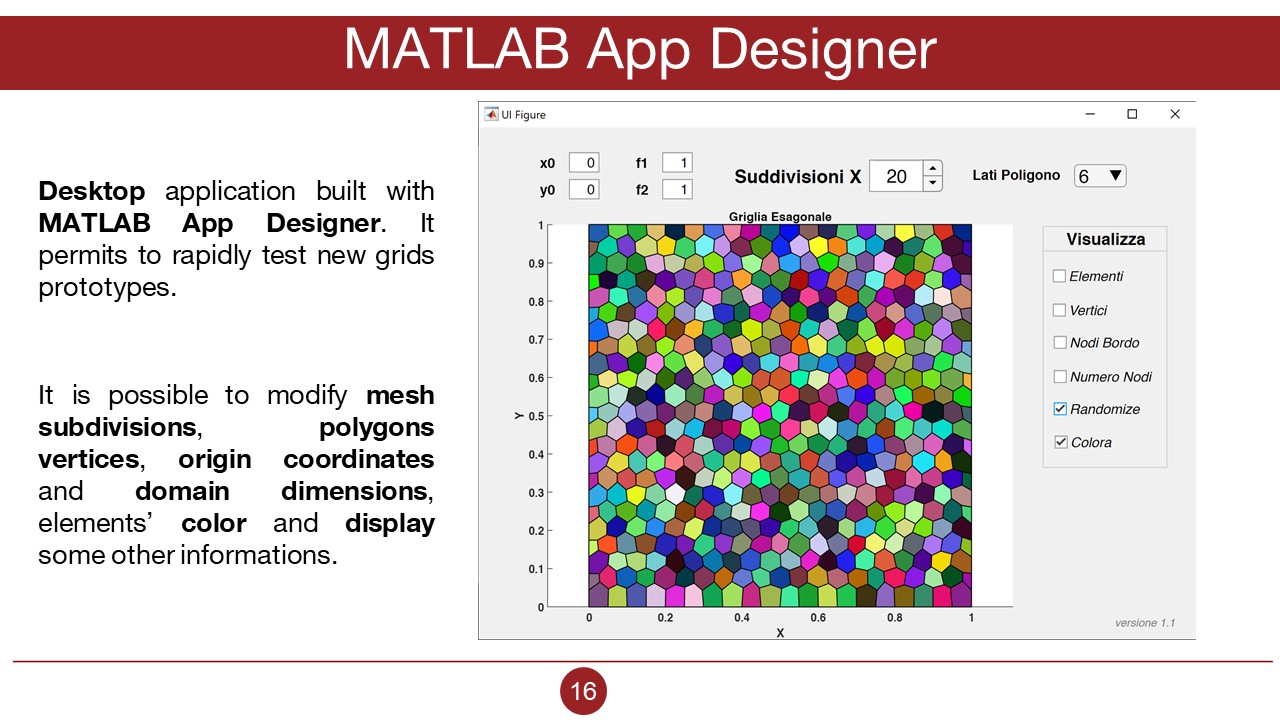 MATLAB App Designer
Desktop application built with
MATLAB App Designer. It
permits to rapidly test new grids
prototypes.
It is possible to modify mesh
subdivisions, polygons
vertices, origin coordinates
and domain dimensions,
elements’ color and display
some other informations.
UI Figure
x0 0 f1 1
y0 0 f2 1
Suddivisioni X 20
Lati Poligono 6
Griglia Esagonale
1
0.9
0.8
0.7
0.6
0.5
0.4
0.3
0.2
0.1
0
Y
0 0.2 0.4 0.6 0.8 1
X
Visualizza
Elementi
Vertici
Nodi Bordo
Numero Nodi
Randomize
Colora
versione 1.1
16